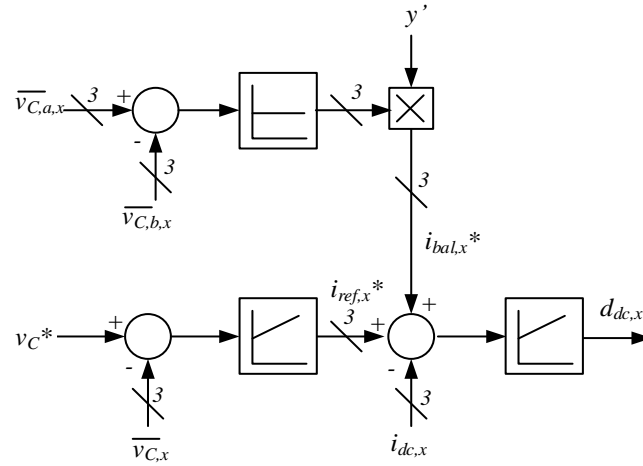 y'
3
3
v̅C,a,x
+
-
3
v̅C,b,x
3
ibal,x*
iref,x*
3
+
ddc,x
vC*
+
+
-
-
3
3
v̅C,x
idc,x